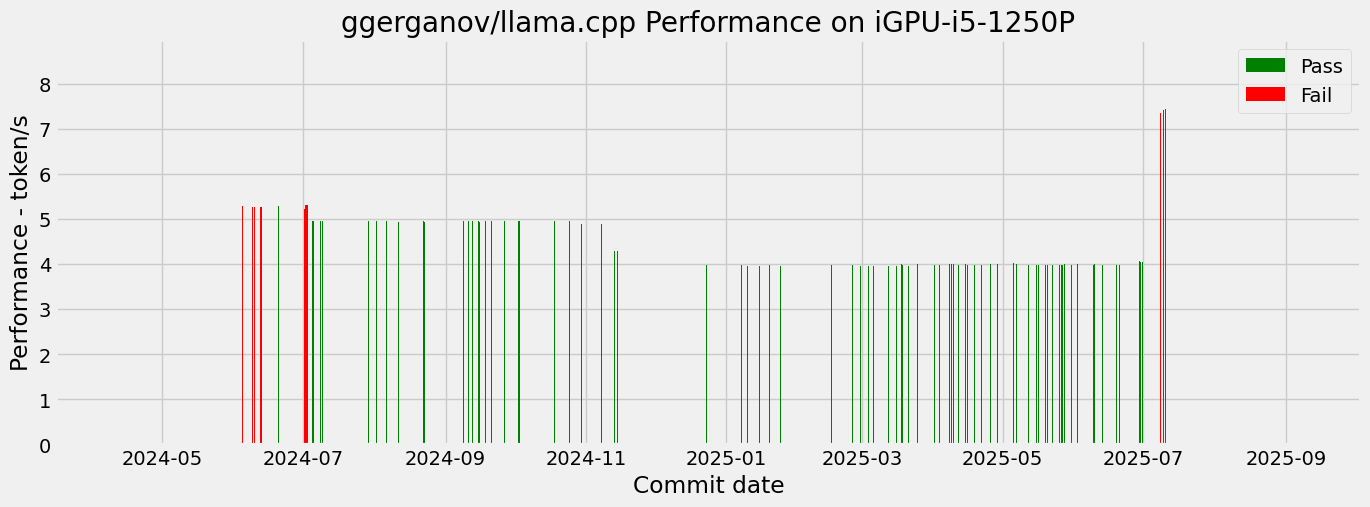 ggerganov/llama.cpp Performance on iGPU-i5-1250P
Pass
Fail
Performance - token/s
8
7
6
5
4
3
2
1
0
2024-05 2024-07 2024-09 2024-11 2025-01 2025-03 2025-05 2025-07 2025-09
Commit date